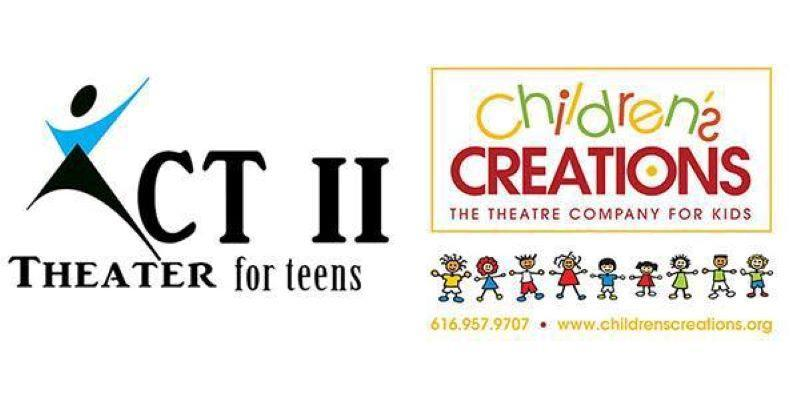 ACT II
THEATER for teens
Children's
CREATIONS
THE THEATRE COMPANY FOR KIDS
616.957.9707 • www.childrenscreations.org